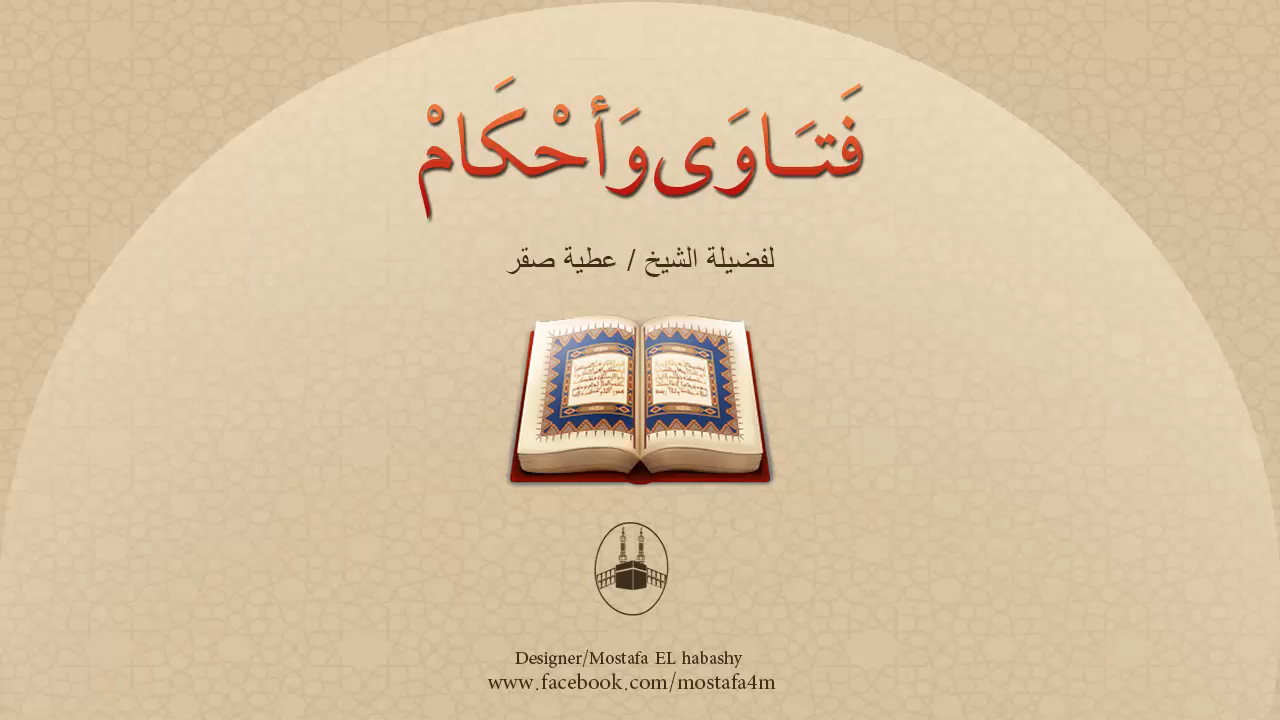 فَتَاوَى وَأَحْكَامْ
لفضيلة الشيخ / عطية صقر
Designer/Mostafa EL habashy
www.facebook.com/mostafa4m